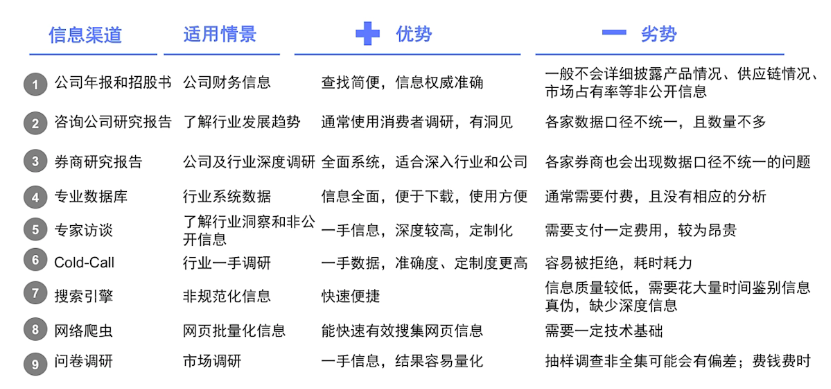 信息渠道 适用情景 + 优势 − 劣势
1 公司年报和招股书 公司财务信息 查找简便，信息权威准确 一般不会详细披露产品情况、供应链情况、
市场占有率等非公开信息
2 咨询公司研究报告 了解行业发展趋势 通常使用消费者调研，有洞见 各家数据口径不统一，且数量不多
3 券商研究报告 公司及行业深度调研 全面系统，适合深入行业和公司 各家券商也会出现数据口径不统一的问题
4 专业数据库 行业系统数据 信息全面，便于下载，使用方便 通常需要付费，且没有相应的分析
5 专家访谈 了解行业洞察和非公
开信息 一手信息，深度较高，定制化 需要支付一定费用，较为昂贵
6 Cold-Call 行业一手调研 一手数据，准确度、定制度更高 容易被拒绝，耗时耗力
7 搜索引擎 非规范化信息 快速便捷 信息质量较低，需要花大量时间鉴别信息
真伪，缺少深度信息
8 网络爬虫 网页批量化信息 能快速有效搜集网页信息 需要一定技术基础
9 问卷调研 市场调研 一手信息，结果容易量化 抽样调查非全集可能会有偏差；费钱费时